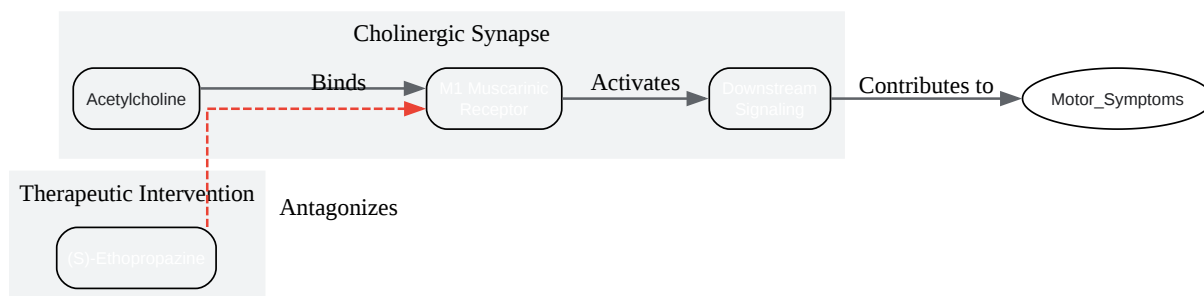 Cholinergic Synapse
Acetylcholine
Binds
M1 Muscarinic
Receptor
Activates
Downstream
Signaling
Contributes to
Motor_Symptoms
Therapeutic Intervention
Antagonizes
(S)-Ethopropazine